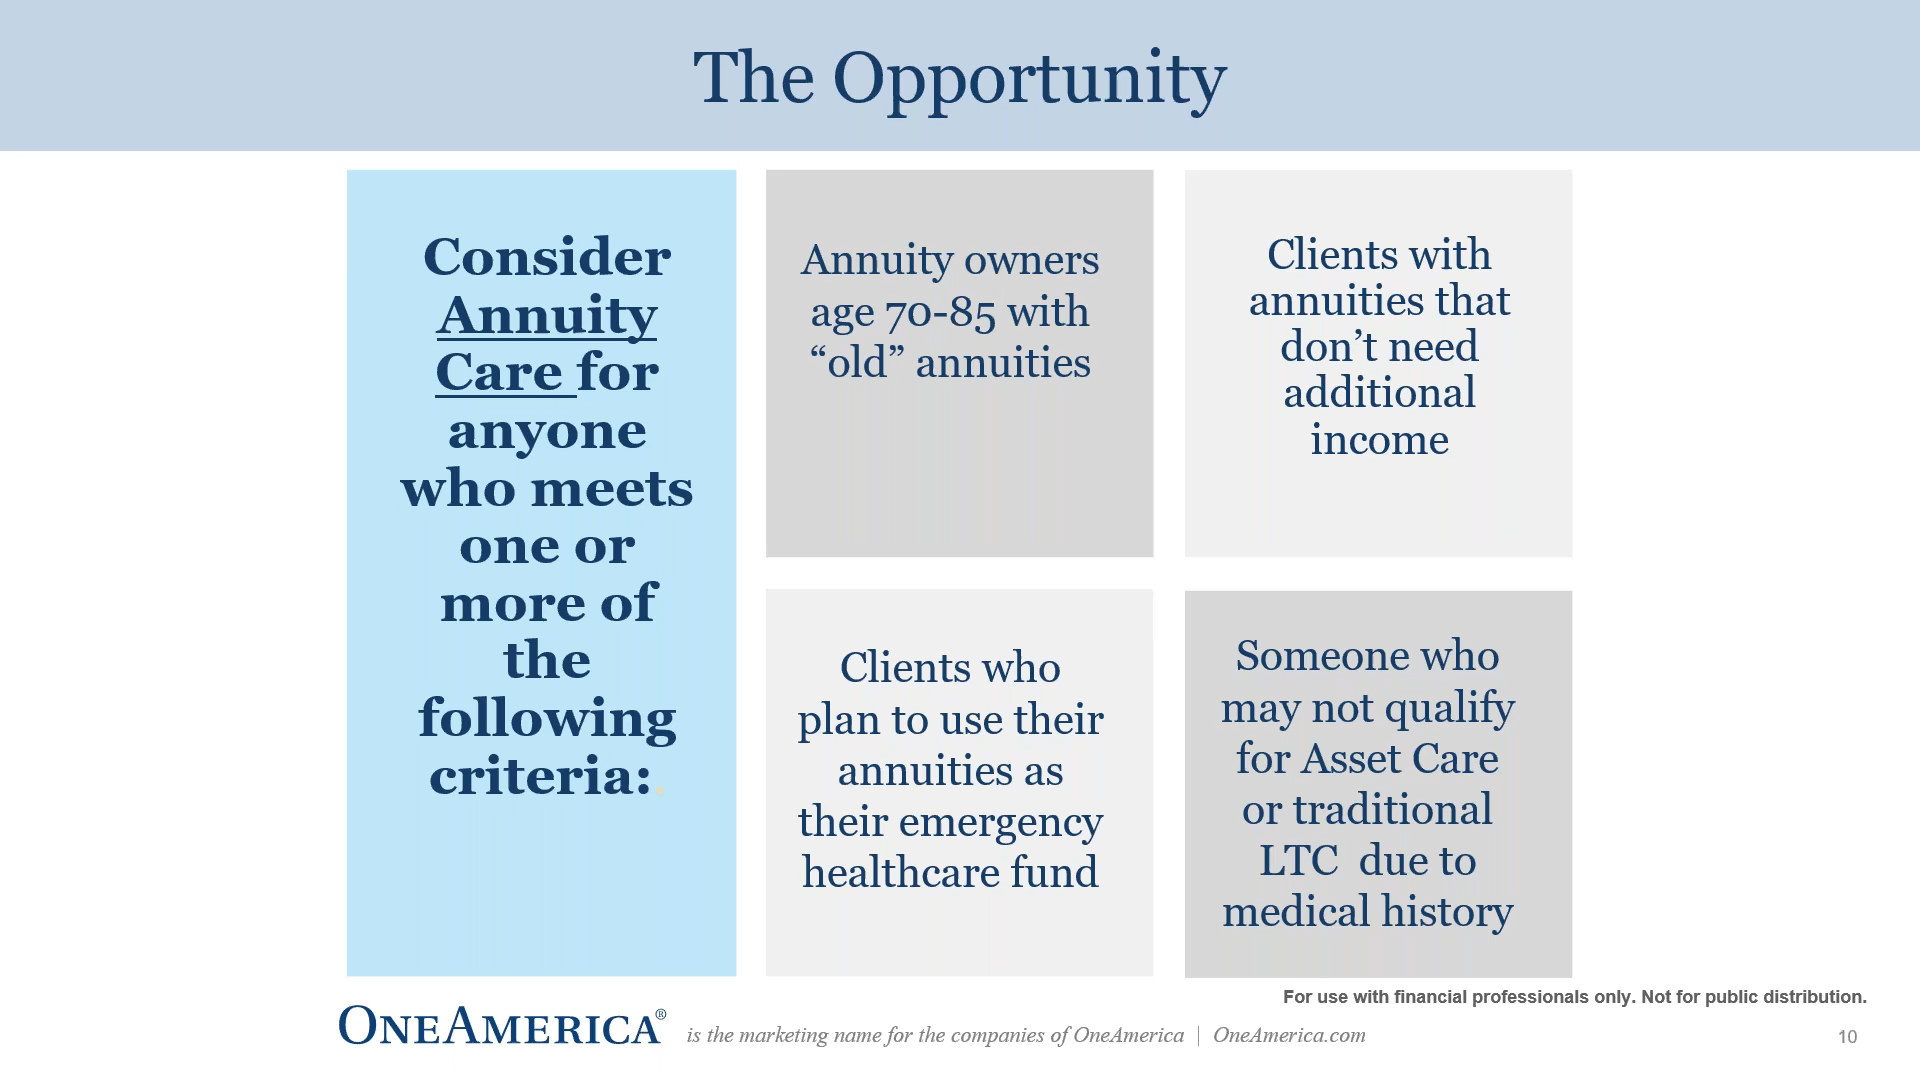 The Opportunity
Consider
Annuity
Care for
anyone
who meets
one or
more of
the
following
criteria:.
Annuity owners
age 70-85 with
“old” annuities
Clients with
annuities that
don’t need
additional
income
Clients who
plan to use their
annuities as
their emergency
healthcare fund
Someone who
may not qualify
for Asset Care
or traditional
LTC  due to
medical history
For use with financial professionals only. Not for public distribution.
ONEAMERICA® is the marketing name for the companies of OneAmerica | OneAmerica.com
10